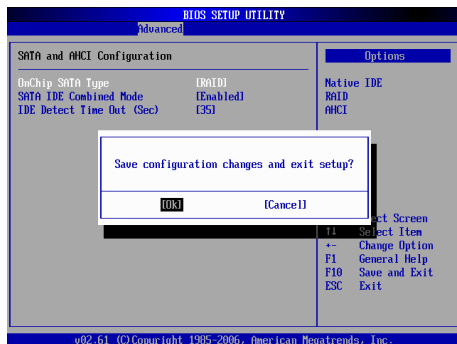 BIOS SETUP UTILITY
Advanced
SATA and AHCI Configuration
Options
OnChip SATA Type [RAID]
SATA IDE Combined Mode [Enabled]
IDE Detect Time Out (Sec) [35]
Native IDE
RAID
AHCI
Save configuration changes and exit setup?
[Ok] [Cancel]
ect Screen
↑↓ Select Item
+- Change Option
F1 General Help
F10 Save and Exit
ESC Exit
v02.61 (C)Copyright 1985-2006, American Megatrends, Inc.